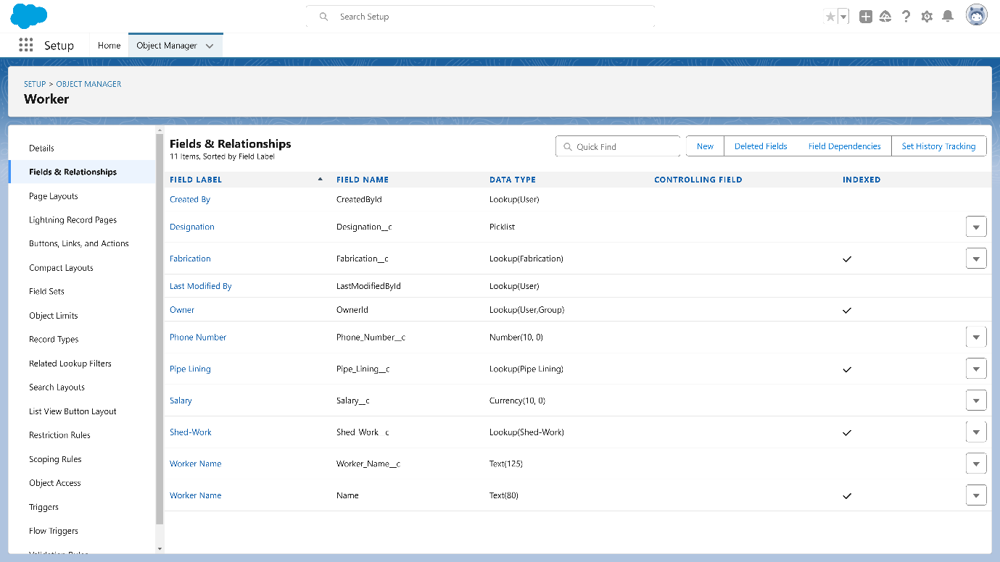 Search Setup
Setup Home Object Manager
SETUP > OBJECT MANAGER
Worker
Details
Fields & Relationships
Page Layouts
Lightning Record Pages
Buttons, Links, and Actions
Compact Layouts
Field Sets
Object Limits
Record Types
Related Lookup Filters
Search Layouts
List View Button Layout
Restriction Rules
Scoping Rules
Object Access
Triggers
Flow Triggers
Fields & Relationships
11 Items, Sorted by Field Label
Quick Find New Deleted Fields Field Dependencies Set History Tracking
FIELD LABEL FIELD NAME DATA TYPE CONTROLLING FIELD INDEXED
Created By CreatedById Lookup(User)
Designation Designation__c Picklist
Fabrication Fabrication__c Lookup(Fabrication)
Last Modified By LastModifiedById Lookup(User)
Owner OwnerId Lookup(User,Group)
Phone Number Phone_Number__c Number(10, 0)
Pipe Lining Pipe_Lining__c Lookup(Pipe Lining)
Salary Salary__c Currency(10, 0)
Shed-Work Shed_Work__c Lookup(Shed-Work)
Worker Name Worker_Name__c Text(125)
Worker Name Name Text(80)